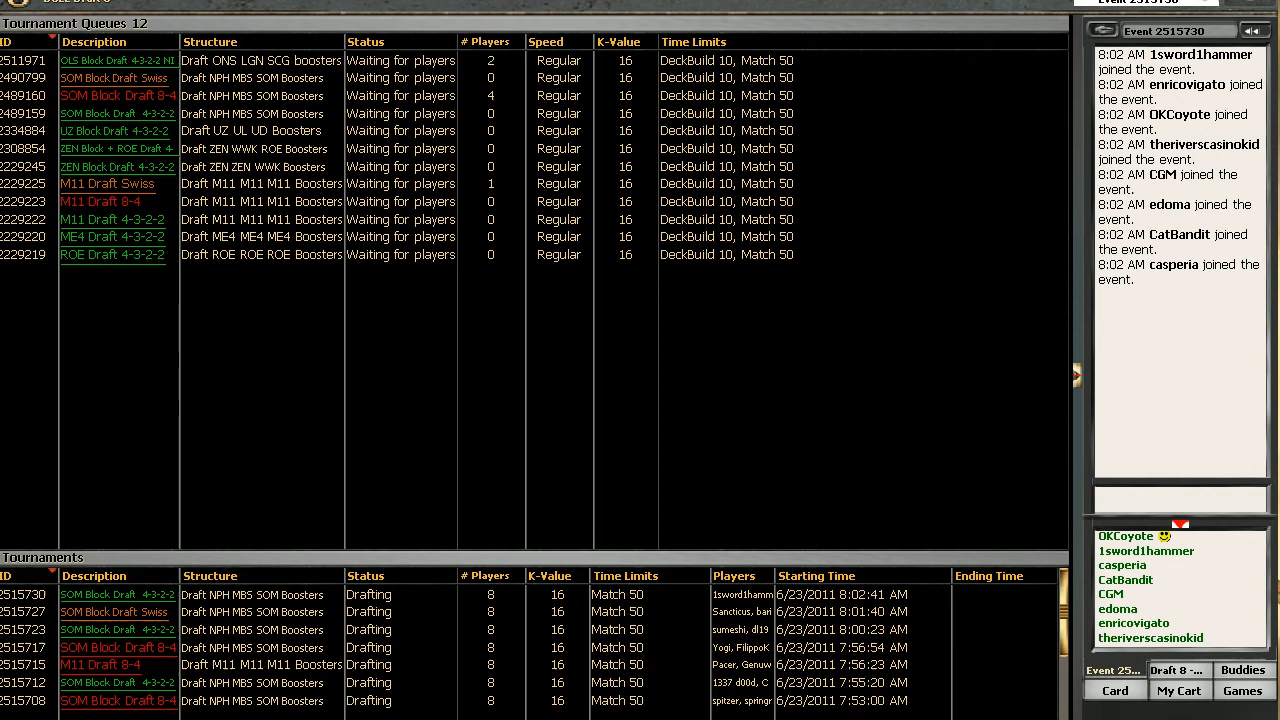 Event 2515730
Tournament Queues 12
ID Description Structure Status # Players Speed K-Value Time Limits
2511971 OLS Block Draft 4-3-2-2 NI Draft ONS LGN SCG boosters Waiting for players 2 Regular 16 DeckBuild 10, Match 50
2490799 SOM Block Draft Swiss Draft NPH MBS SOM Boosters Waiting for players 0 Regular 16 DeckBuild 10, Match 50
2489160 SOM Block Draft 8-4 Draft NPH MBS SOM Boosters Waiting for players 4 Regular 16 DeckBuild 10, Match 50
2489159 SOM Block Draft 4-3-2-2 Draft NPH MBS SOM Boosters Waiting for players 0 Regular 16 DeckBuild 10, Match 50
2334884 UZ Block Draft 4-3-2-2 Draft UZ UL UD Boosters Waiting for players 0 Regular 16 DeckBuild 10, Match 50
2308854 ZEN Block + ROE Draft 4- Draft ZEN WWK ROE Boosters Waiting for players 0 Regular 16 DeckBuild 10, Match 50
2229245 ZEN Block Draft 4-3-2-2 Draft ZEN ZEN WWK Boosters Waiting for players 0 Regular 16 DeckBuild 10, Match 50
2229225 M11 Draft Swiss Draft M11 M11 M11 Boosters Waiting for players 1 Regular 16 DeckBuild 10, Match 50
2229223 M11 Draft 8-4 Draft M11 M11 M11 Boosters Waiting for players 0 Regular 16 DeckBuild 10, Match 50
2229222 M11 Draft 4-3-2-2 Draft M11 M11 M11 Boosters Waiting for players 0 Regular 16 DeckBuild 10, Match 50
2229220 ME4 Draft 4-3-2-2 Draft ME4 ME4 ME4 Boosters Waiting for players 0 Regular 16 DeckBuild 10, Match 50
2229219 ROE Draft 4-3-2-2 Draft ROE ROE ROE Boosters Waiting for players 0 Regular 16 DeckBuild 10, Match 50
8:02 AM 1sword1hammer
joined the event.
8:02 AM enricovigato joined
the event.
8:02 AM OKCoyote joined
the event.
8:02 AM theriverscasinokid
joined the event.
8:02 AM CGM joined the
event.
8:02 AM edoma joined the
event.
8:02 AM CatBandit joined
the event.
8:02 AM casperia joined the
event.
Tournaments
ID Description Structure Status # Players K-Value Time Limits Players Starting Time Ending Time
2515730 SOM Block Draft 4-3-2-2 Draft NPH MBS SOM Boosters Drafting 8 16 Match 50 1sword1hamm 6/23/2011 8:02:41 AM
2515727 SOM Block Draft Swiss Draft NPH MBS SOM Boosters Drafting 8 16 Match 50 Sancticus, bari 6/23/2011 8:01:40 AM
2515723 SOM Block Draft 4-3-2-2 Draft NPH MBS SOM Boosters Drafting 8 16 Match 50 sumeshi, dl19 6/23/2011 8:01:23 AM
2515717 SOM Block Draft 8-4 Draft NPH MBS SOM Boosters Drafting 8 16 Match 50 Yogi, FilippoK 6/23/2011 7:56:54 AM
2515715 M11 Draft 8-4 Draft M11 M11 M11 Boosters Drafting 8 16 Match 50 Pacer, Genuw 6/23/2011 7:56:23 AM
2515712 SOM Block Draft 4-3-2-2 Draft NPH MBS SOM Boosters Drafting 8 16 Match 50 1337 d00d, C 6/23/2011 7:55:20 AM
2515708 SOM Block Draft 8-4 Draft NPH MBS SOM Boosters Drafting 8 16 Match 50 spitzer, springr 6/23/2011 7:53:00 AM
OKCoyote
1sword1hammer
casperia
CatBandit
CGM
edoma
enricovigato
theriverscasinokid
Event 25... Draft 8 -... Buddies
Card My Cart Games